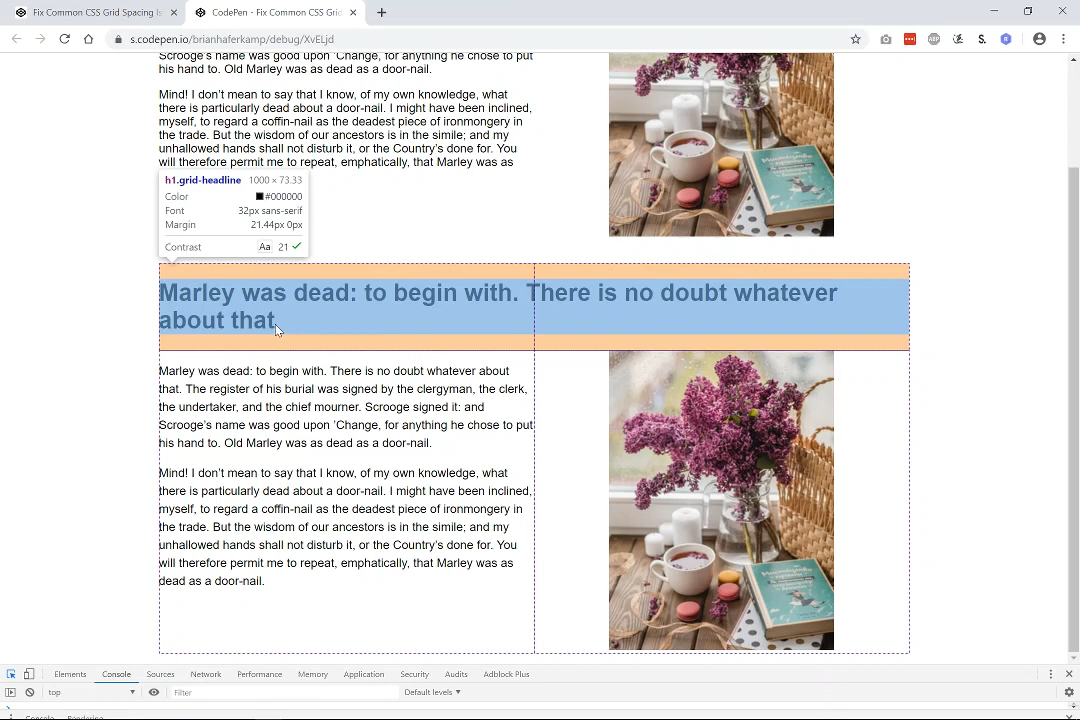 Fix Common CSS Grid Spacing Is
CodePen - Fix Common CSS Grid
s.codepen.io/brianhaferkamp/debug/XvELjd
Scrooge's name was good upon 'Change, for anything he chose to put
his hand to. Old Marley was as dead as a door-nail.
Mind! I don't mean to say that I know, of my own knowledge, what
there is particularly dead about a door-nail. I might have been inclined,
myself, to regard a coffin-nail as the deadest piece of ironmongery in
the trade. But the wisdom of our ancestors is in the simile; and my
unhallowed hands shall not disturb it, or the Country's done for. You
will therefore permit me to repeat, emphatically, that Marley was as
h1.grid-headline 1000 × 73.33
Color #000000
Font 32px sans-serif
Margin 21.44px 0px
Contrast Aa 21
Marley was dead: to begin with. There is no doubt whatever
about that.
Marley was dead: to begin with. There is no doubt whatever about
that. The register of his burial was signed by the clergyman, the clerk,
the undertaker, and the chief mourner. Scrooge signed it: and
Scrooge's name was good upon 'Change, for anything he chose to put
his hand to. Old Marley was as dead as a door-nail.
Mind! I don't mean to say that I know, of my own knowledge, what
there is particularly dead about a door-nail. I might have been inclined,
myself, to regard a coffin-nail as the deadest piece of ironmongery in
the trade. But the wisdom of our ancestors is in the simile; and my
unhallowed hands shall not disturb it, or the Country's done for. You
will therefore permit me to repeat, emphatically, that Marley was as
dead as a door-nail.
Elements Console Sources Network Performance Memory Application Security Audits Adblock Plus
top Filter Default levels
Console Rendering